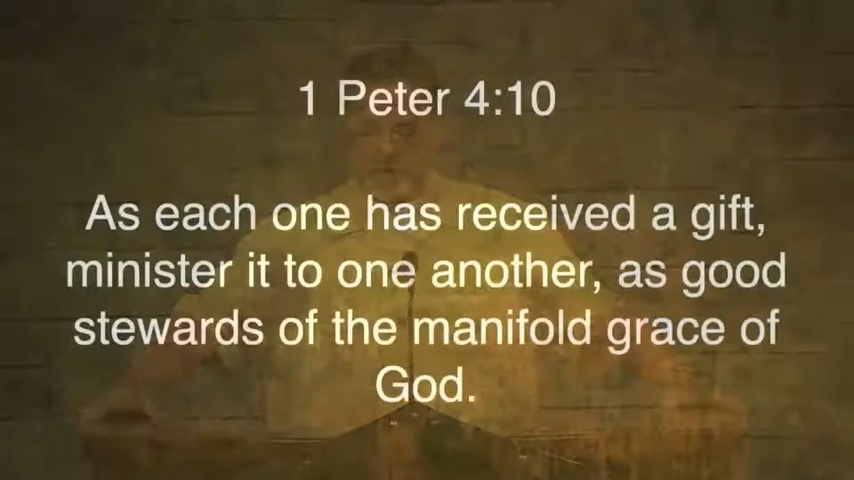 1 Peter 4:10
As each one has received a gift,
minister it to one another, as good
stewards of the manifold grace of
God.